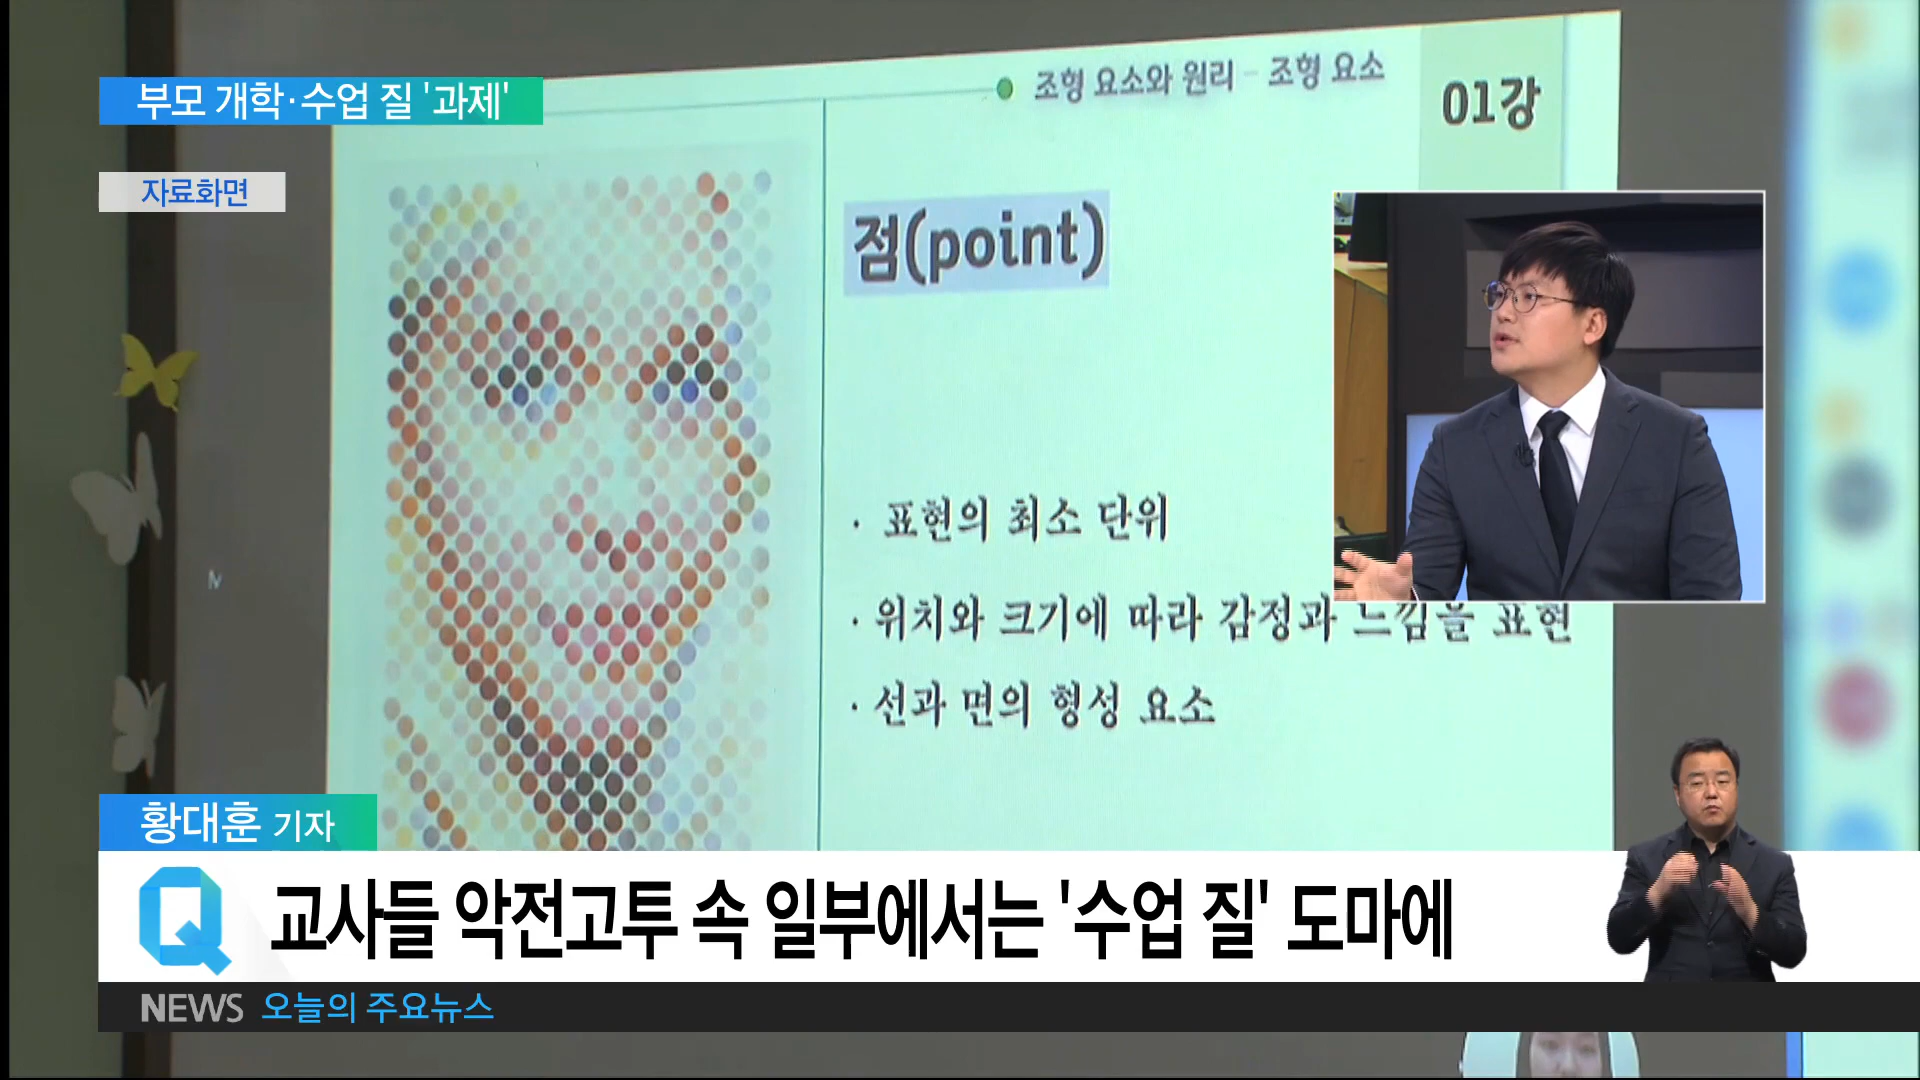 부모 개학·수업 질 '과제'
자료화면
조형 요소와 원리 - 조형 요소
01강
점(point)
· 표현의 최소 단위
· 위치와 크기에 따라 감정과 느낌을 표현
· 선과 면의 형성 요소
황대훈 기자
Q 교사들 악전고투 속 일부에서는 '수업 질' 도마에
NEWS 오늘의 주요뉴스